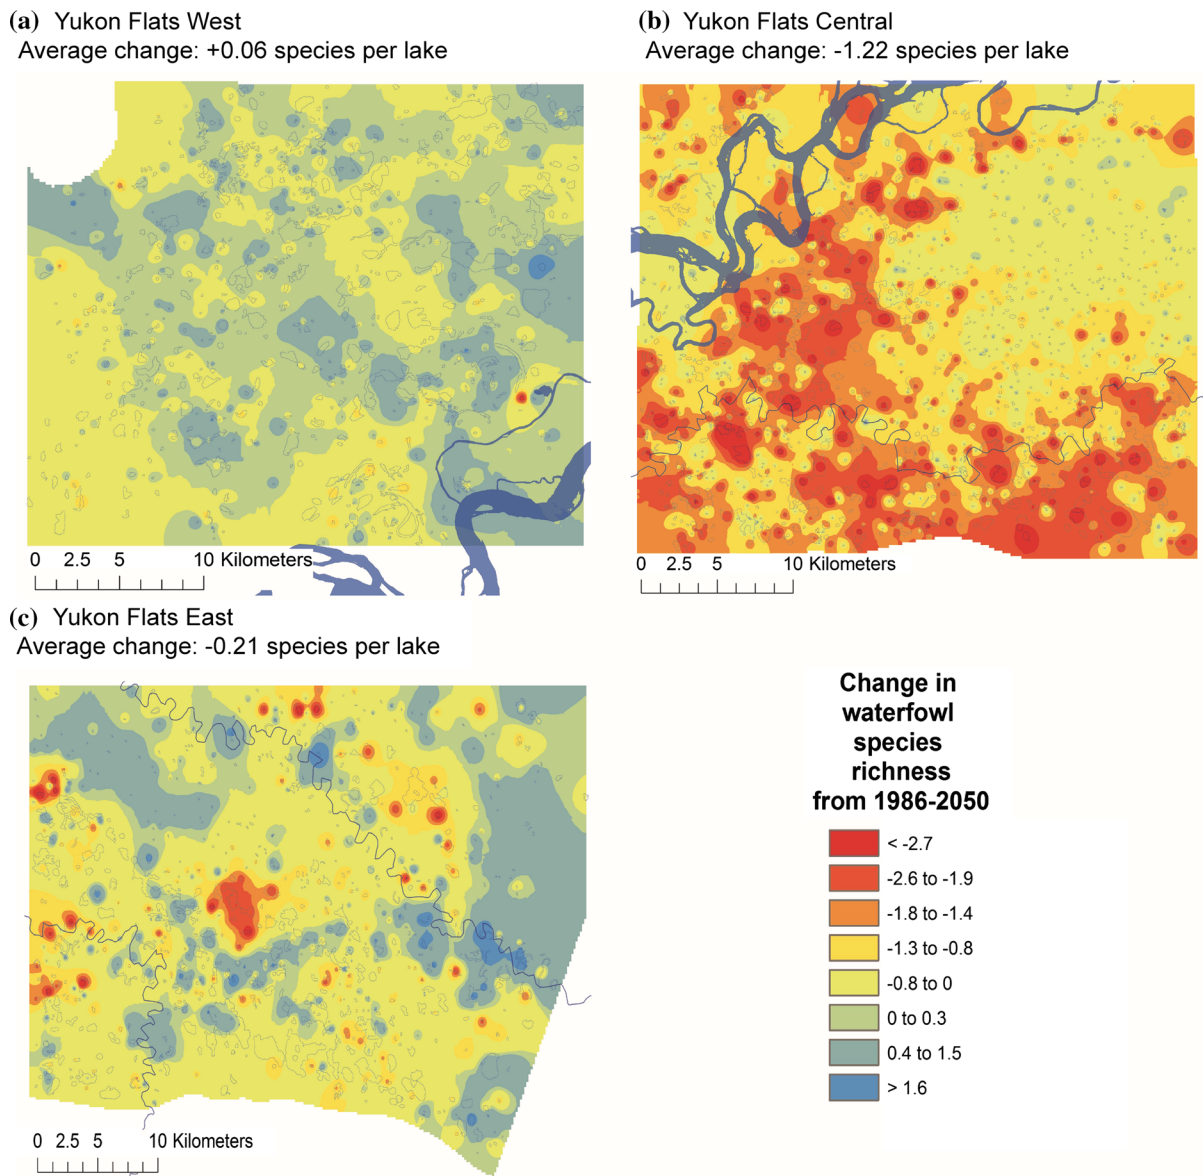 (a) Yukon Flats West
Average change: +0.06 species per lake
(b) Yukon Flats Central
Average change: -1.22 species per lake
0 2.5 5 10 Kilometers
0 2.5 5 10 Kilometers
(c) Yukon Flats East
Average change: -0.21 species per lake
0 2.5 5 10 Kilometers
Change in
waterfowl
species
richness
from 1986-2050
< -2.7
-2.6 to -1.9
-1.8 to -1.4
-1.3 to -0.8
-0.8 to 0
0 to 0.3
0.4 to 1.5
> 1.6